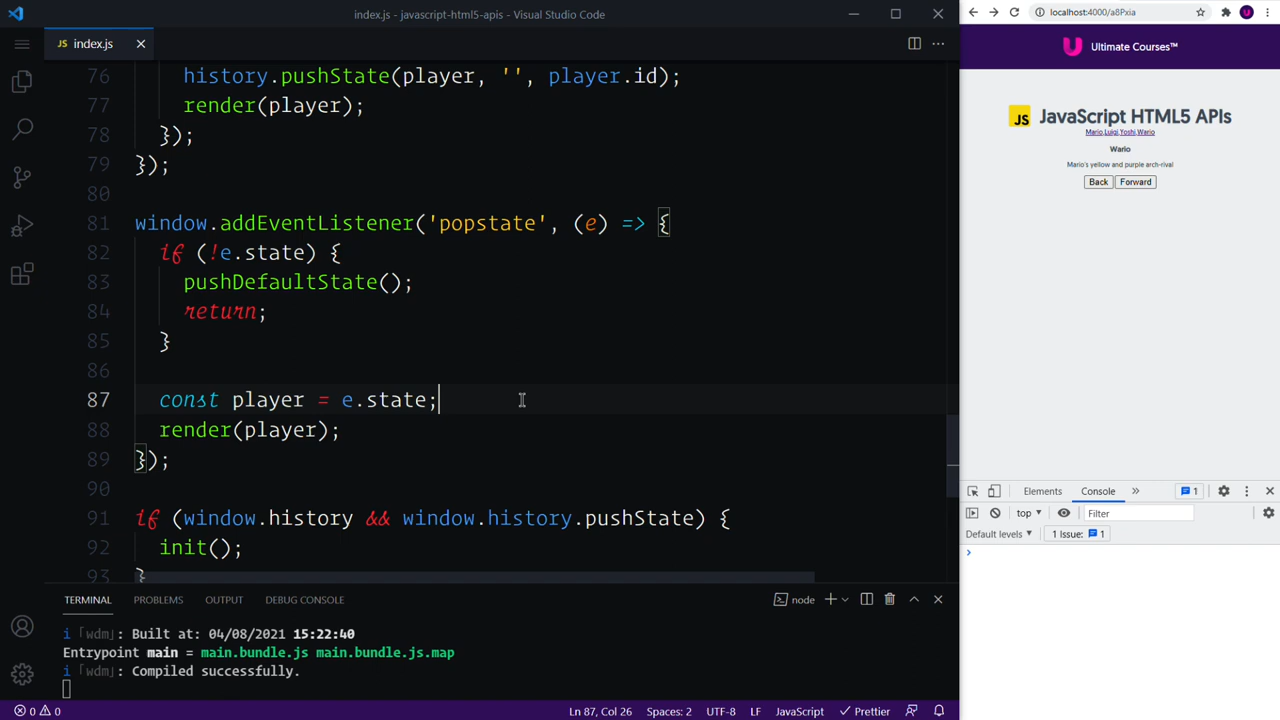 index.js - javascript-html5-apis - Visual Studio Code
JS index.js
76 history.pushState(player, '', player.id);
77 render(player);
78 });
79 });
80
81 window.addEventListener('popstate', (e) => {
82 if (!e.state) {
83 pushDefaultState();
84 return;
85 }
86
87 const player = e.state;
88 render(player);
89 });
90
91 if (window.history && window.history.pushState) {
92 init();
93 }
TERMINAL PROBLEMS OUTPUT DEBUG CONSOLE
node
i ｢wdm｣: Built at: 04/08/2021 15:22:40
Entrypoint main = main.bundle.js main.bundle.js.map
i ｢wdm｣: Compiled successfully.
0 0
Ln 87, Col 26 Spaces: 2 UTF-8 LF JavaScript Prettier
localhost:4000/a8Pxia
U Ultimate Courses™
JS JavaScript HTML5 APIs
Mario,Luigi,Yoshi,Wario
Wario
Mario's yellow and purple arch-rival
Back Forward
Elements Console » 1
top Filter
Default levels 1 Issue: 1